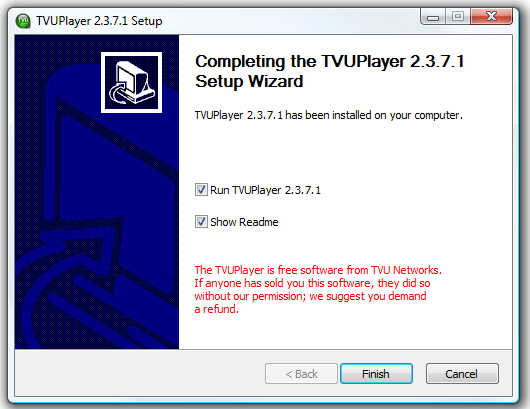 TVUPlayer 2.3.7.1 Setup
Completing the TVUPlayer 2.3.7.1
Setup Wizard
TVUPlayer 2.3.7.1 has been installed on your computer.
Run TVUPlayer 2.3.7.1
Show Readme
The TVUPlayer is free software from TVU Networks.
If anyone has sold you this software, they did so
without our permission; we suggest you demand
a refund.
< Back
Finish
Cancel